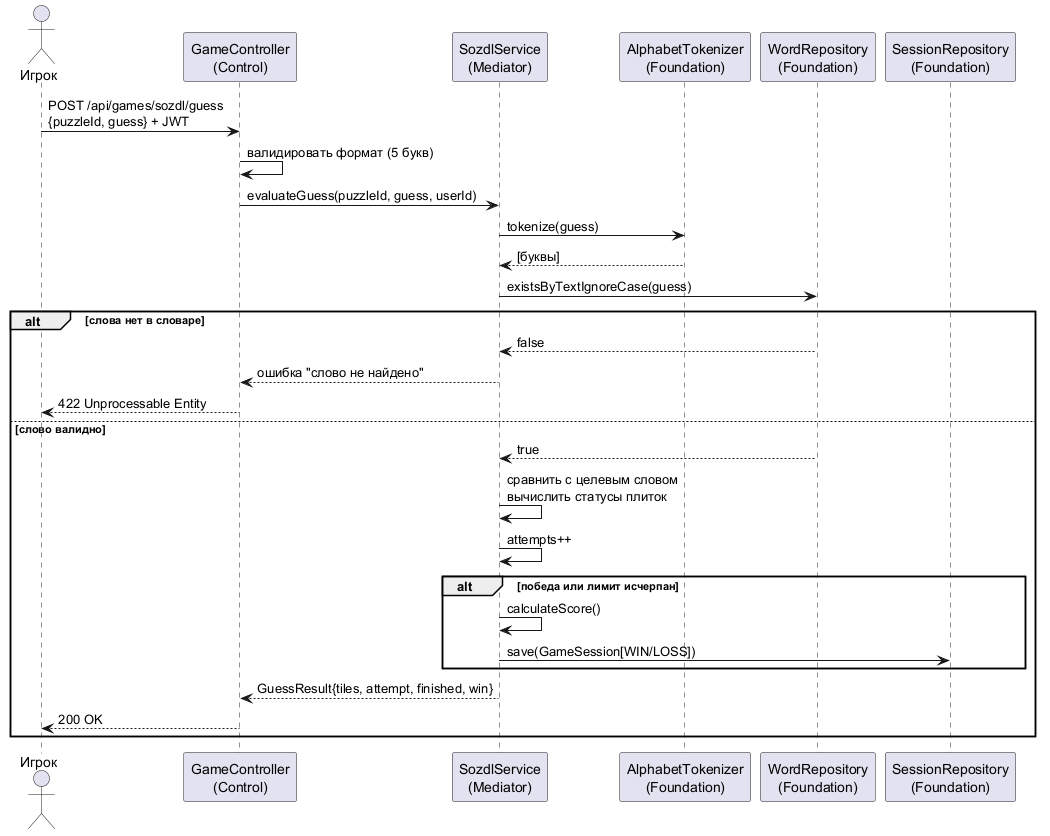 Игрок
GameController
(Control)
SozdlService
(Mediator)
AlphabetTokenizer
(Foundation)
WordRepository
(Foundation)
SessionRepository
(Foundation)
POST /api/games/sozdl/guess
{puzzleId, guess} + JWT
валидировать формат (5 букв)
evaluateGuess(puzzleId, guess, userId)
tokenize(guess)
[буквы]
existsByTextIgnoreCase(guess)
alt
[слова нет в словаре]
false
ошибка "слово не найдено"
422 Unprocessable Entity
[слово валидно]
true
сравнить с целевым словом
вычислить статусы плиток
attempts++
alt
[победа или лимит исчерпан]
calculateScore()
save(GameSession[WIN/LOSS])
GuessResult{tiles, attempt, finished, win}
200 OK
Игрок
GameController
(Control)
SozdlService
(Mediator)
AlphabetTokenizer
(Foundation)
WordRepository
(Foundation)
SessionRepository
(Foundation)